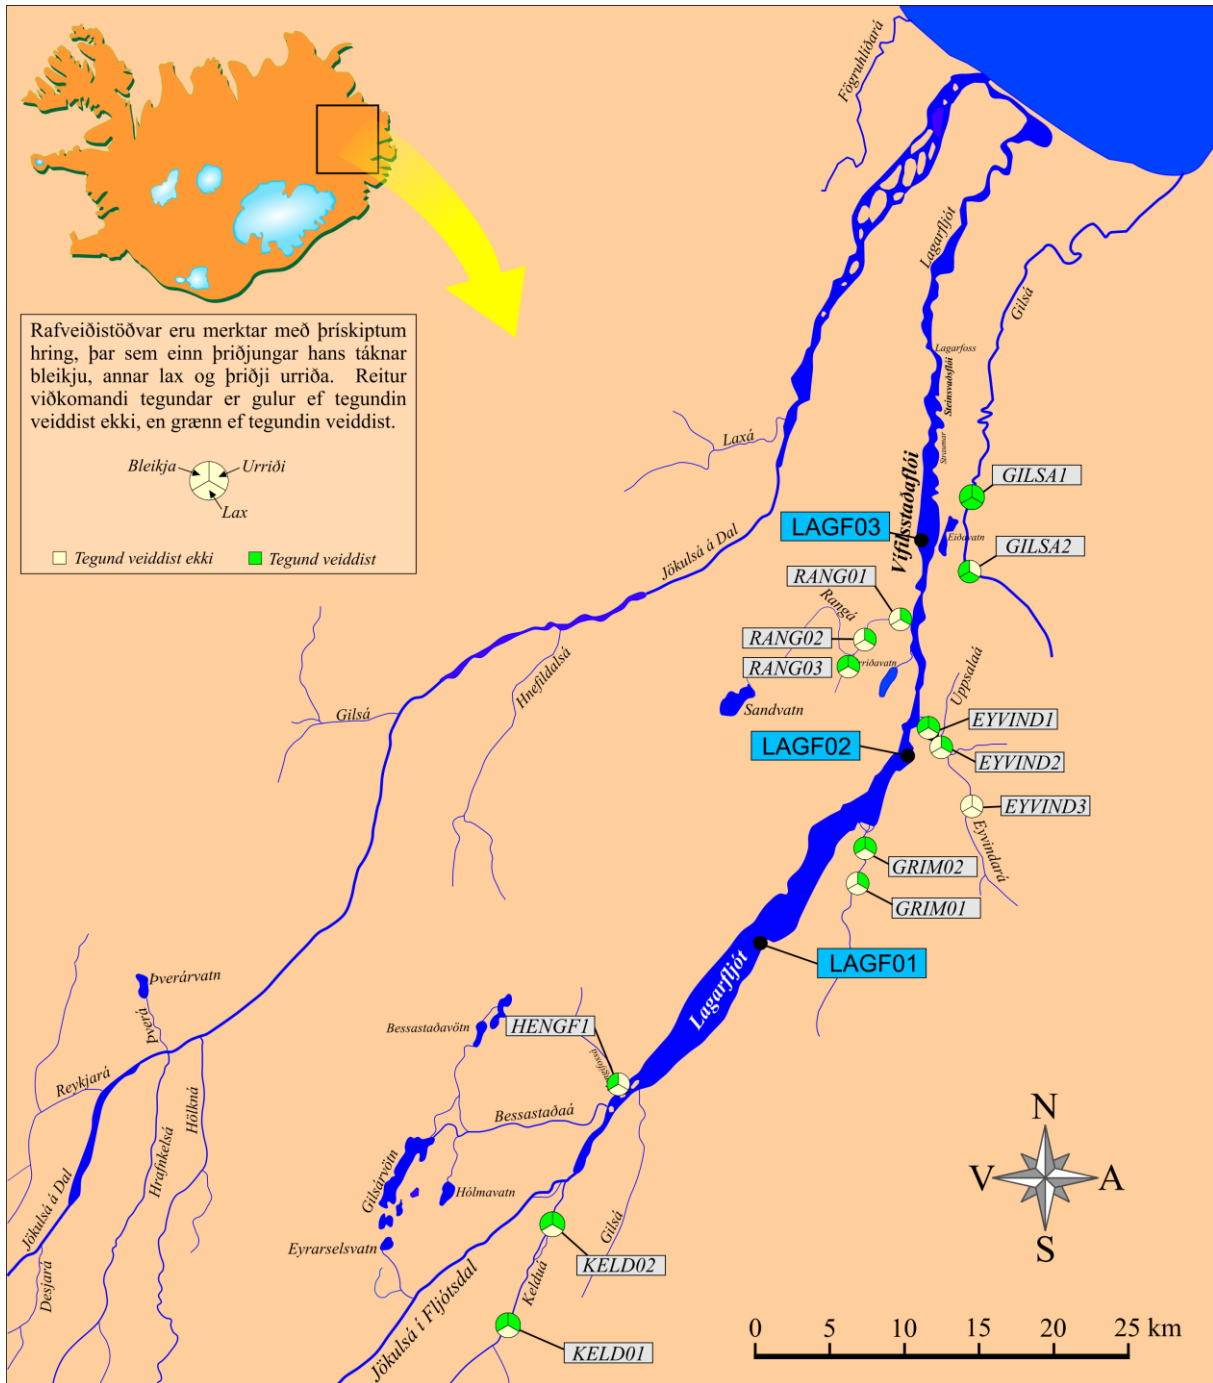 Rafveiðistöðvar eru merktar með þrískiptum
hring, þar sem einn þriðjungar hans táknar
bleikju, annar lax og þriðji urriða. Reitur
viðkomandi tegundar er gulur ef tegundin
veiddist ekki, en grænn ef tegundin veiddist.
Bleikja
Urriði
Lax
Tegund veiddist ekki
Tegund veiddist
Fögruhlíðará
Lagarfljót
Gilsá
Lagarfoss
Steinsvaðsflói
Straumar
Laxá
GILSA1
LAGF03
Vífilsstaðaflói
Eiðavatn
GILSA2
Jökulsá á Dal
RANG01
Rangá
RANG02
RANG03
Sandvatn
Uppsalaá
Hnefildalsá
Gilsá
EYVIND1
LAGF02
EYVIND2
EYVIND3
Eyvindará
GRIM02
GRIM01
LAGF01
Lagarfljót
Þverárvatn
Þverá
Bessastaðavötn
HENGF1
Reykjará
Hölkná
Hrafnkelsá
Bessastaðaá
Gilsárvötn
Hólmavatn
Gilsá
Jökulsá á Dal
Eyrarselsvatn
Desjará
KELD02
Kelduá
Jökulsá í Fljótsdal
KELD01
N
V
A
S
0 5 10 15 20 25 km